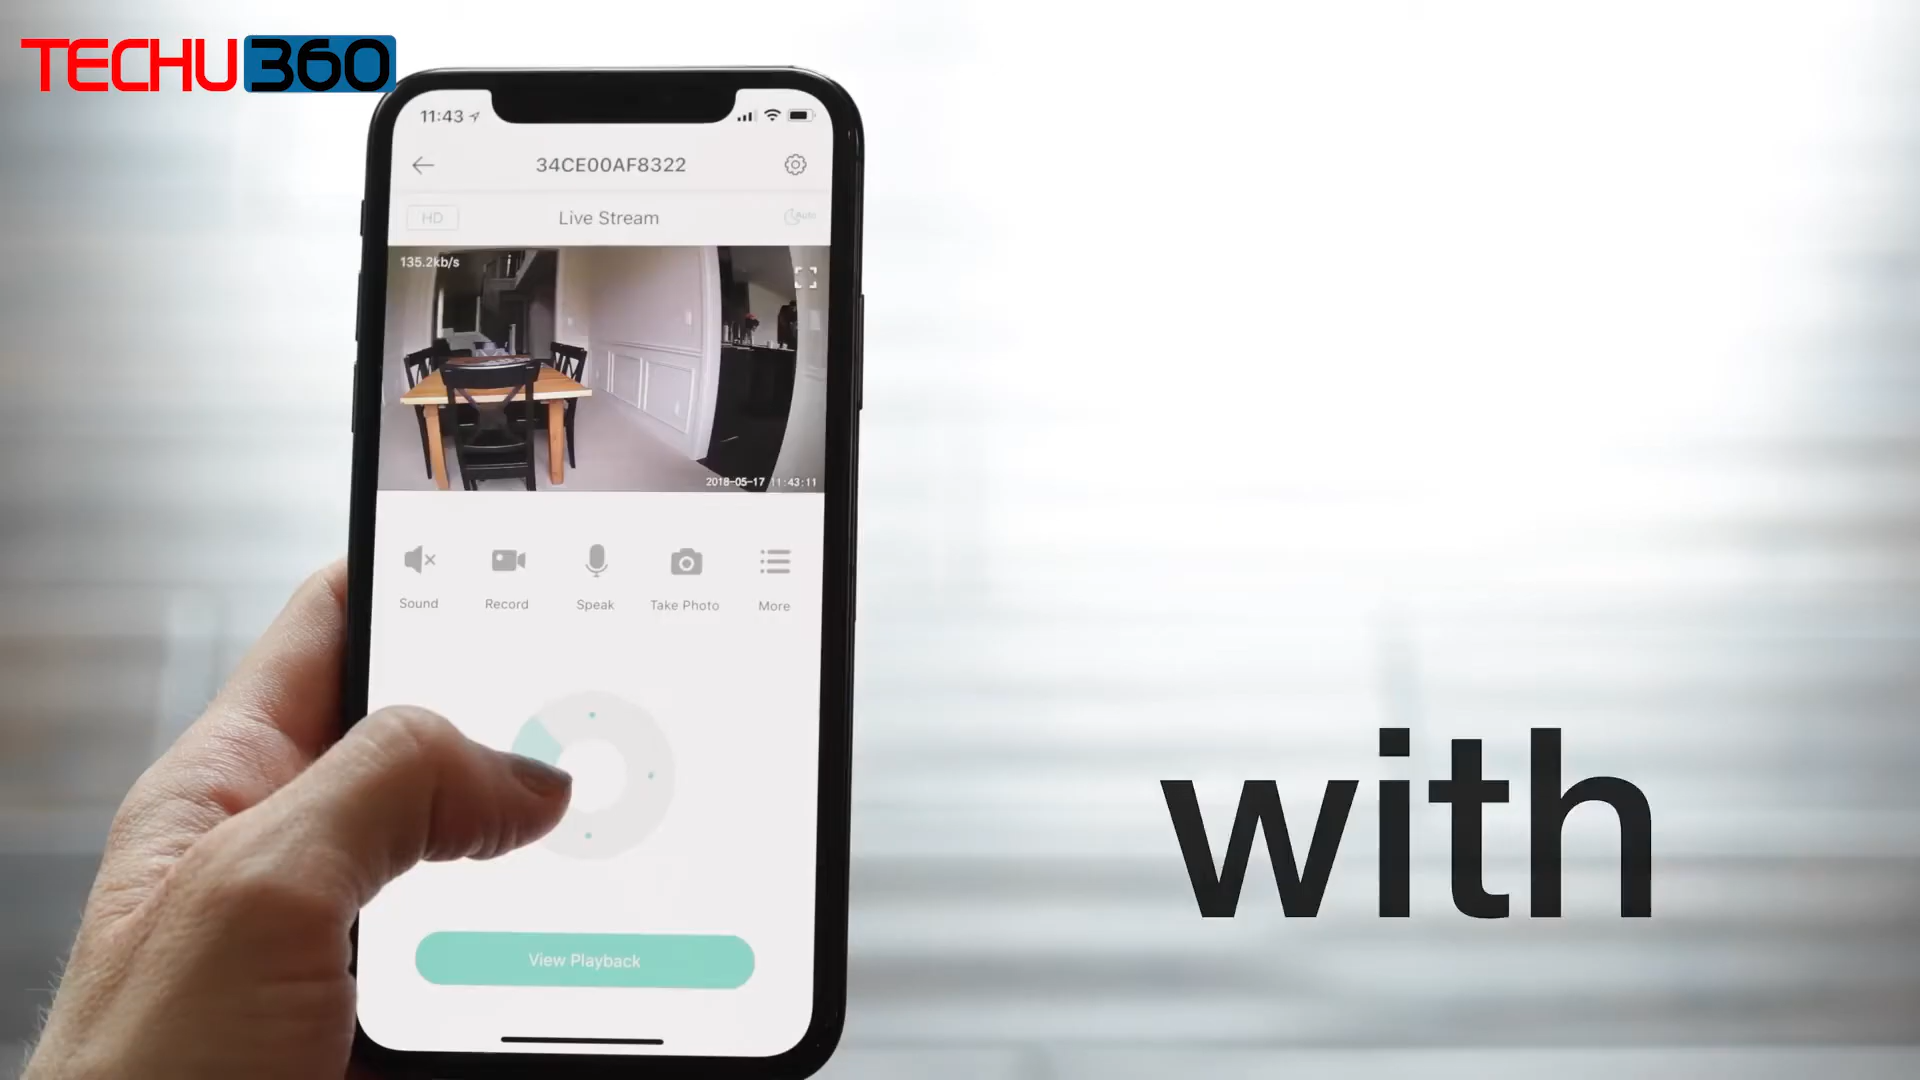 TECHU360
11:43
34CE00AF8322
HD
Live Stream
Auto
135.2kb/s
2018-05-17 11:43:11
Sound
Record
Speak
Take Photo
More
View Playback
with